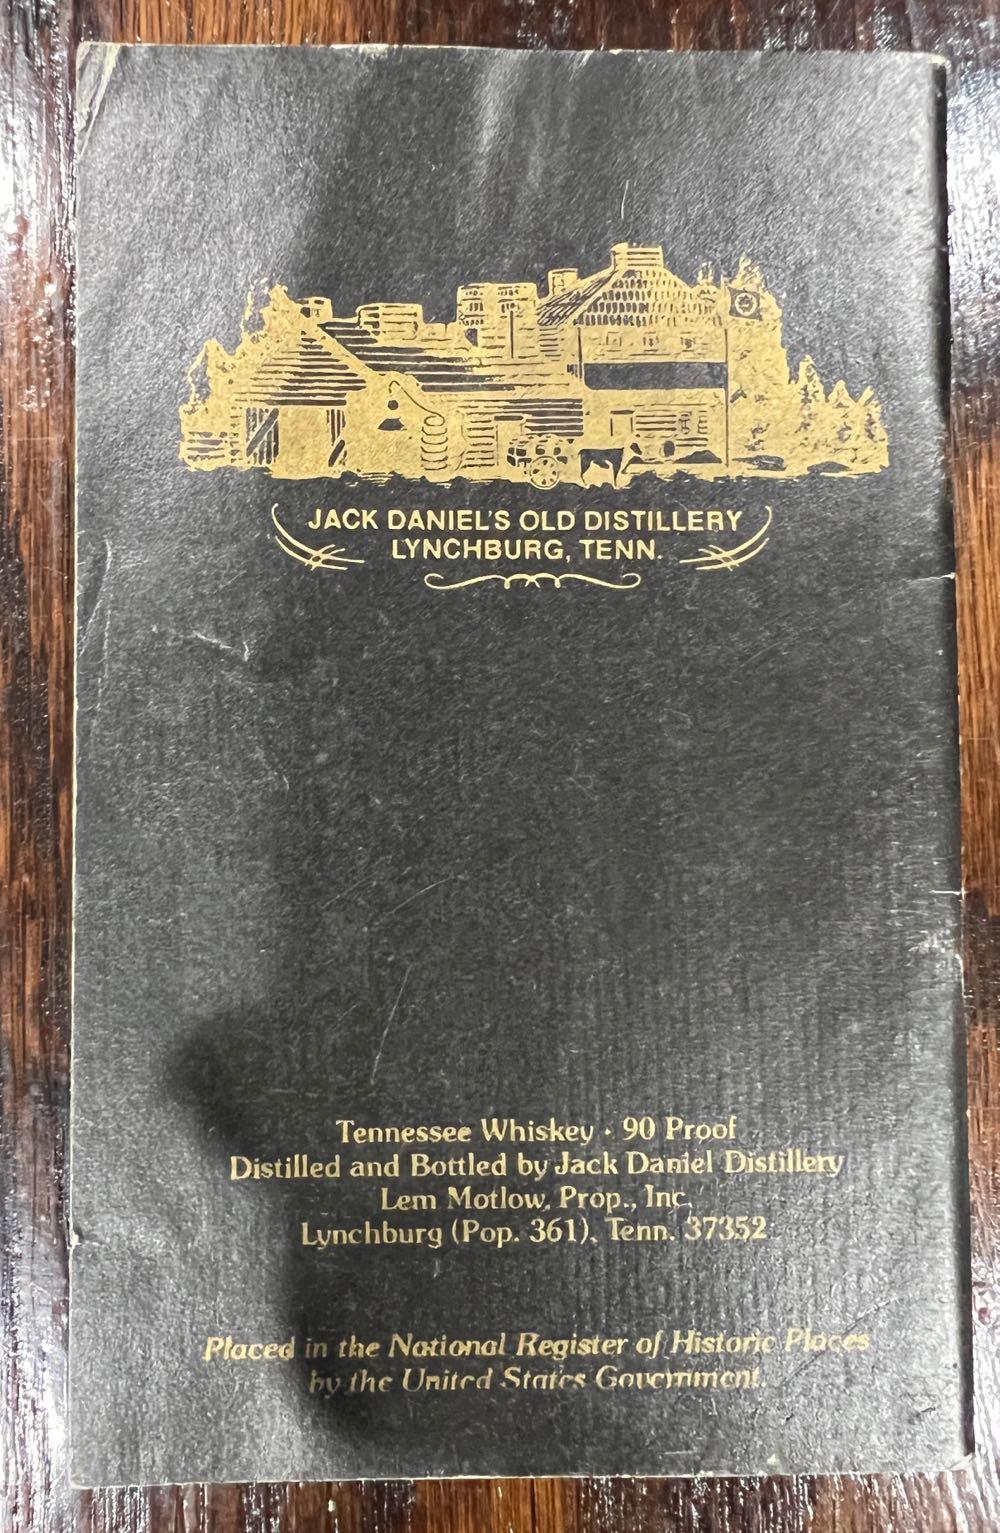 JACK DANIEL'S OLD DISTILLERY
LYNCHBURG, TENN.
Tennessee Whiskey · 90 Proof
Distilled and Bottled by Jack Daniel Distillery
Lem Motlow, Prop., Inc.
Lynchburg (Pop. 361), Tenn. 37352
Placed in the National Register of Historic Places
by the United States Government.